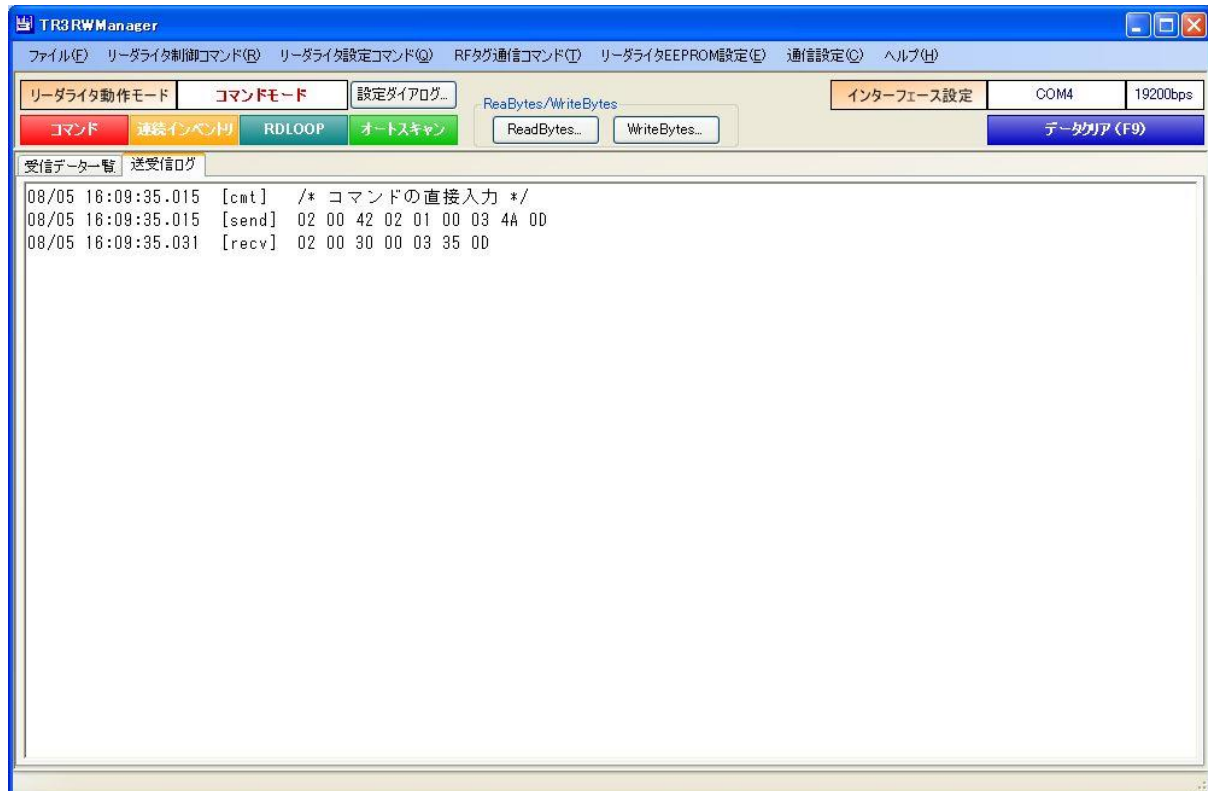 TR3RWManager
ファイル(F) リーダライタ制御コマンド(R) リーダライタ設定コマンド(Q) RFタグ通信コマンド(T) リーダライタEEPROM設定(E) 通信設定(C) ヘルプ(H)
リーダライタ動作モード コマンドモード 設定ダイアログ... ReaBytes/WriteBytes インターフェース設定 COM4 19200bps
コマンド 連続インベントリ RDLOOP オートスキャン ReadBytes... WriteBytes... データクリア(F9)
受信データ一覧 送受信ログ
08/05 16:09:35.015 [cmt] /* コマンドの直接入力 */
08/05 16:09:35.015 [send] 02 00 42 02 01 00 03 4A 0D
08/05 16:09:35.031 [recv] 02 00 30 00 03 35 0D